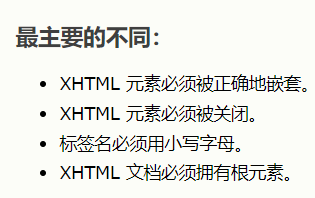 最主要的不同：
• XHTML 元素必须被正确地嵌套。
• XHTML 元素必须被关闭。
• 标签名必须用小写字母。
• XHTML 文档必须拥有根元素。